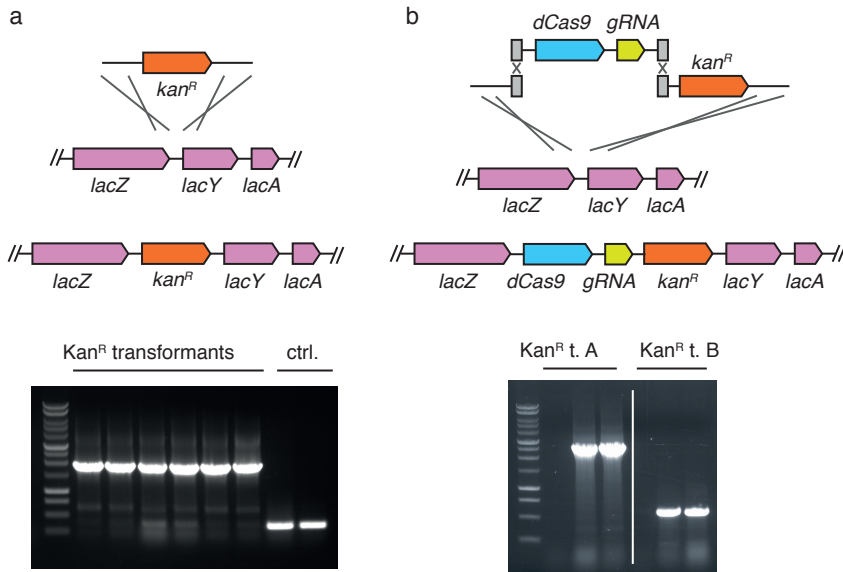 a
kanᴿ
lacZ lacY lacA
lacZ kanᴿ lacY lacA
Kanᴿ transformants ctrl.
b
dCas9 gRNA
kanᴿ
lacZ lacY lacA
lacZ dCas9 gRNA kanᴿ lacY lacA
Kanᴿ t. A Kanᴿ t. B